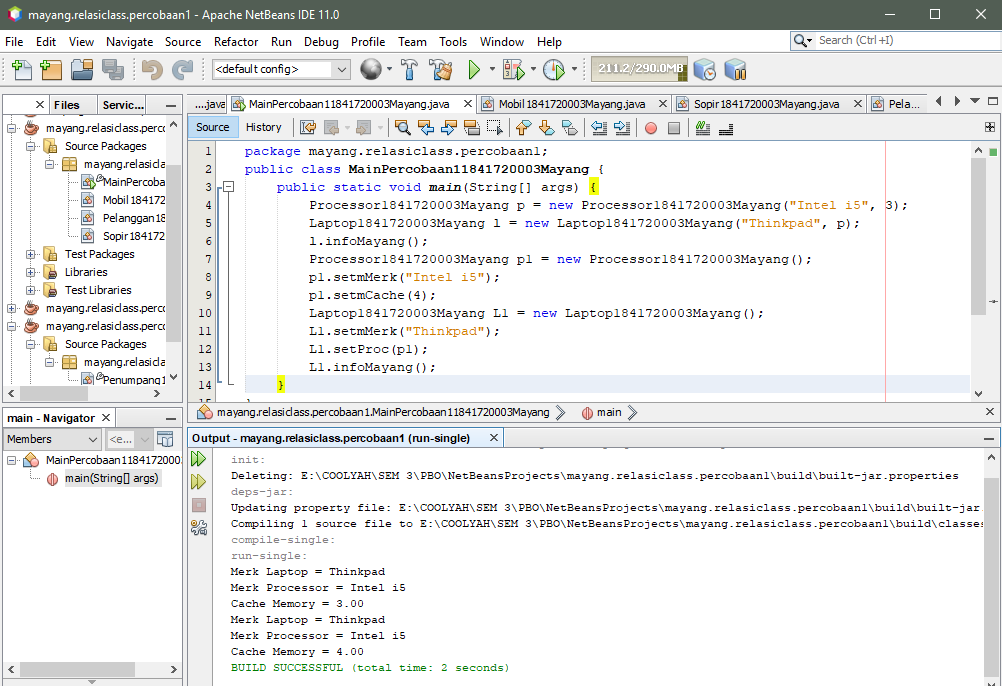 mayang.relasiclass.percobaan1 - Apache NetBeans IDE 11.0
File Edit View Navigate Source Refactor Run Debug Profile Team Tools Window Help
Search (Ctrl+I)
<default config>
211.2/290.0MB
Files Servic...
...java MainPercobaan11841720003Mayang.java Mobil1841720003Mayang.java Sopir1841720003Mayang.java Pela...
Source History
mayang.relasiclass.perco
Source Packages
mayang.relasicla
MainPercoba
Mobil184172
Pelanggan18
Sopir184172
Test Packages
Libraries
Test Libraries
mayang.relasiclass.perco
mayang.relasiclass.perco
Source Packages
mayang.relasicla
Penumpang1
1 package mayang.relasiclass.percobaan1;
2 public class MainPercobaan11841720003Mayang {
3 public static void main(String[] args) {
4 Processor1841720003Mayang p = new Processor1841720003Mayang("Intel i5", 3);
5 Laptop1841720003Mayang l = new Laptop1841720003Mayang("Thinkpad", p);
6 l.infoMayang();
7 Processor1841720003Mayang p1 = new Processor1841720003Mayang();
8 p1.setmMerk("Intel i5");
9 p1.setmCache(4);
10 Laptop1841720003Mayang L1 = new Laptop1841720003Mayang();
11 L1.setmMerk("Thinkpad");
12 L1.setProc(p1);
13 L1.infoMayang();
14 }
mayang.relasiclass.percobaan1.MainPercobaan11841720003Mayang main
main - Navigator
Members <e...
MainPercobaan1184172000
main(String[] args)
Output - mayang.relasiclass.percobaan1 (run-single)
init:
Deleting: E:\COOLYAH\SEM 3\PBO\NetBeansProjects\mayang.relasiclass.percobaan1\build\built-jar.properties
deps-jar:
Updating property file: E:\COOLYAH\SEM 3\PBO\NetBeansProjects\mayang.relasiclass.percobaan1\build\built-jar.
Compiling 1 source file to E:\COOLYAH\SEM 3\PBO\NetBeansProjects\mayang.relasiclass.percobaan1\build\classes
compile-single:
run-single:
Merk Laptop = Thinkpad
Merk Processor = Intel i5
Cache Memory = 3.00
Merk Laptop = Thinkpad
Merk Processor = Intel i5
Cache Memory = 4.00
BUILD SUCCESSFUL (total time: 2 seconds)